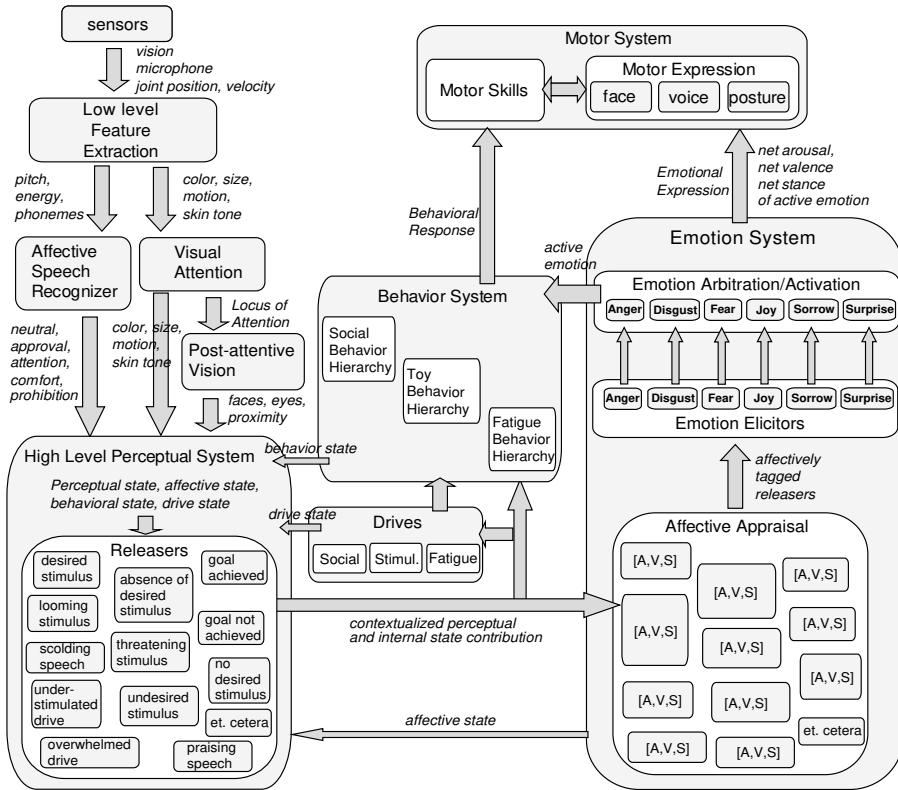 sensors
vision
microphone
joint position, velocity
Low level
Feature
Extraction
pitch,
energy,
phonemes
color, size,
motion,
skin tone
Affective
Speech
Recognizer
Visual
Attention
Locus of
Attention
neutral,
approval,
attention,
comfort,
prohibition
color, size,
motion,
skin tone
Post-attentive
Vision
faces, eyes,
proximity
High Level Perceptual System
Perceptual state, affective state,
behavioral state, drive state
Releasers
desired
stimulus
absence of
desired
stimulus
goal
achieved
looming
stimulus
goal not
achieved
scolding
speech
threatening
stimulus
no
desired
stimulus
under-
stimulated
drive
undesired
stimulus
et. cetera
overwhelmed
drive
praising
speech
Motor System
Motor Skills
Motor Expression
face
voice
posture
Behavioral
Response
Emotional
Expression
net arousal,
net valence
net stance
of active emotion
active
emotion
Behavior System
Social
Behavior
Hierarchy
Toy
Behavior
Hierarchy
Fatigue
Behavior
Hierarchy
behavior state
drive state
Drives
Social
Stimul.
Fatigue
contextualized perceptual
and internal state contribution
affective state
Emotion System
Emotion Arbitration/Activation
Anger
Disgust
Fear
Joy
Sorrow
Surprise
Anger
Disgust
Fear
Joy
Sorrow
Surprise
Emotion Elicitors
affectively
tagged
releasers
Affective Appraisal
[A,V,S]
[A,V,S]
[A,V,S]
[A,V,S]
[A,V,S]
[A,V,S]
[A,V,S]
[A,V,S]
[A,V,S]
et. cetera
[A,V,S]
[A,V,S]